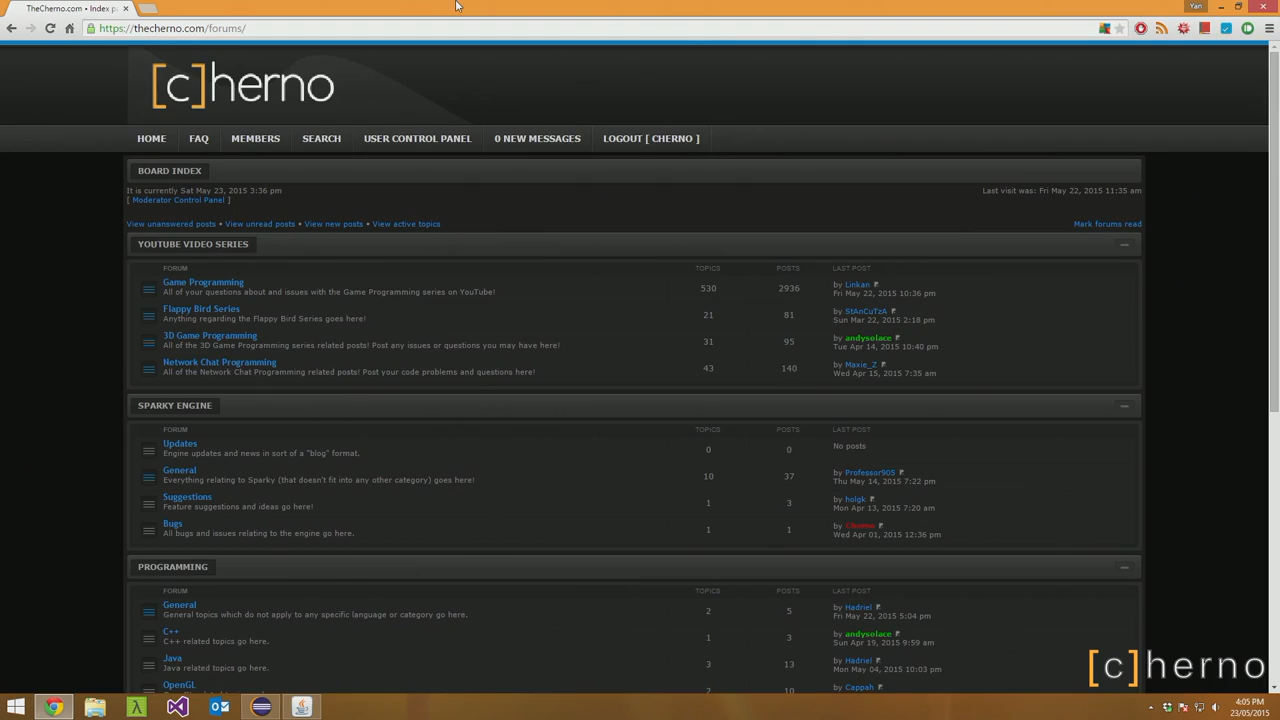 TheCherno.com • Index p
Yan
https://thecherno.com/forums/
[c]herno
HOME FAQ MEMBERS SEARCH USER CONTROL PANEL 0 NEW MESSAGES LOGOUT [ CHERNO ]
BOARD INDEX
It is currently Sat May 23, 2015 3:36 pm Last visit was: Fri May 22, 2015 11:35 am
[ Moderator Control Panel ]
View unanswered posts • View unread posts • View new posts • View active topics Mark forums read
YOUTUBE VIDEO SERIES
FORUM TOPICS POSTS LAST POST
Game Programming 530 2936 by Linkan
All of your questions about and issues with the Game Programming series on YouTube! Fri May 22, 2015 10:36 pm
Flappy Bird Series 21 81 by StAnCuTzA
Anything regarding the Flappy Bird Series goes here! Sun Mar 22, 2015 2:18 pm
3D Game Programming 31 95 by andysolace
All of the 3D Game Programming series related posts! Post any issues or questions you may have here! Tue Apr 14, 2015 10:40 pm
Network Chat Programming 43 140 by Maxie_Z
All of the Network Chat Programming related posts! Post your code problems and questions here! Wed Apr 15, 2015 7:35 am
SPARKY ENGINE
FORUM TOPICS POSTS LAST POST
Updates 0 0 No posts
Engine updates and news in sort of a "blog" format.
General 10 37 by Professor905
Everything relating to Sparky (that doesn't fit into any other category) goes here! Thu May 14, 2015 7:22 pm
Suggestions 1 3 by holgk
Feature suggestions and ideas go here! Mon Apr 13, 2015 7:20 am
Bugs 1 1 by Cherno
All bugs and issues relating to the engine go here. Wed Apr 01, 2015 12:36 pm
PROGRAMMING
FORUM TOPICS POSTS LAST POST
General 2 5 by Hadriel
General topics which do not apply to any specific language or category go here. Fri May 22, 2015 5:04 pm
C++ 1 3 by andysolace
C++ related topics go here. Sun Apr 19, 2015 9:59 am
Java 3 13 by Hadriel
Java related topics go here. Mon May 04, 2015 10:03 pm
OpenGL 2 10 by Cappah
[c]herno
4:05 PM
23/05/2015